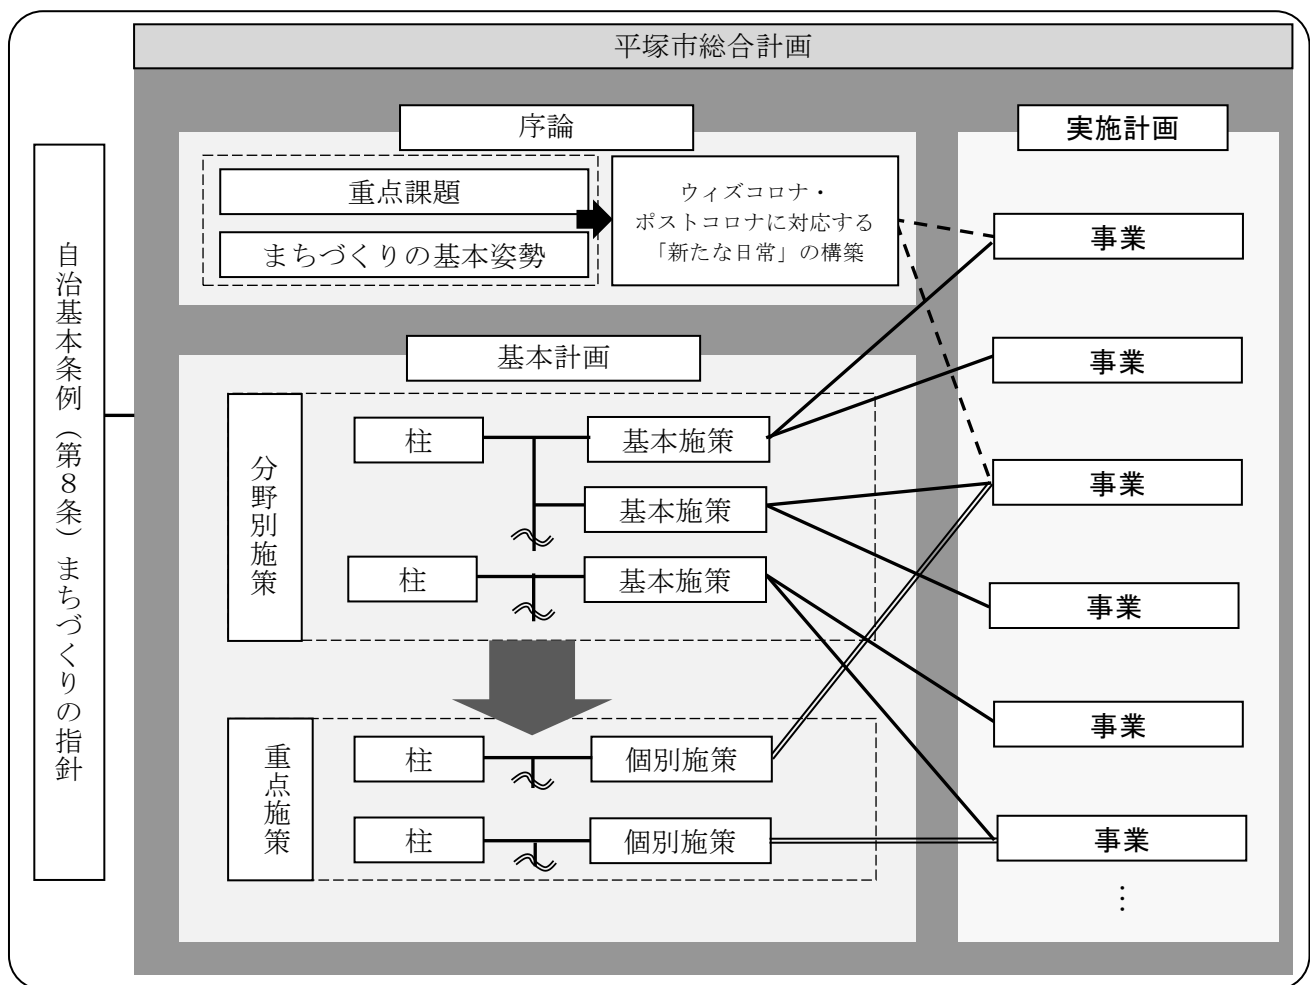 平塚市総合計画
自治基本条例（第８条）まちづくりの指針
序論
重点課題
まちづくりの基本姿勢
ウィズコロナ・
ポストコロナに対応する
「新たな日常」の構築
基本計画
分野別施策
柱
基本施策
基本施策
柱
基本施策
重点施策
柱
個別施策
柱
個別施策
実施計画
事業
事業
事業
事業
事業
事業
⋮